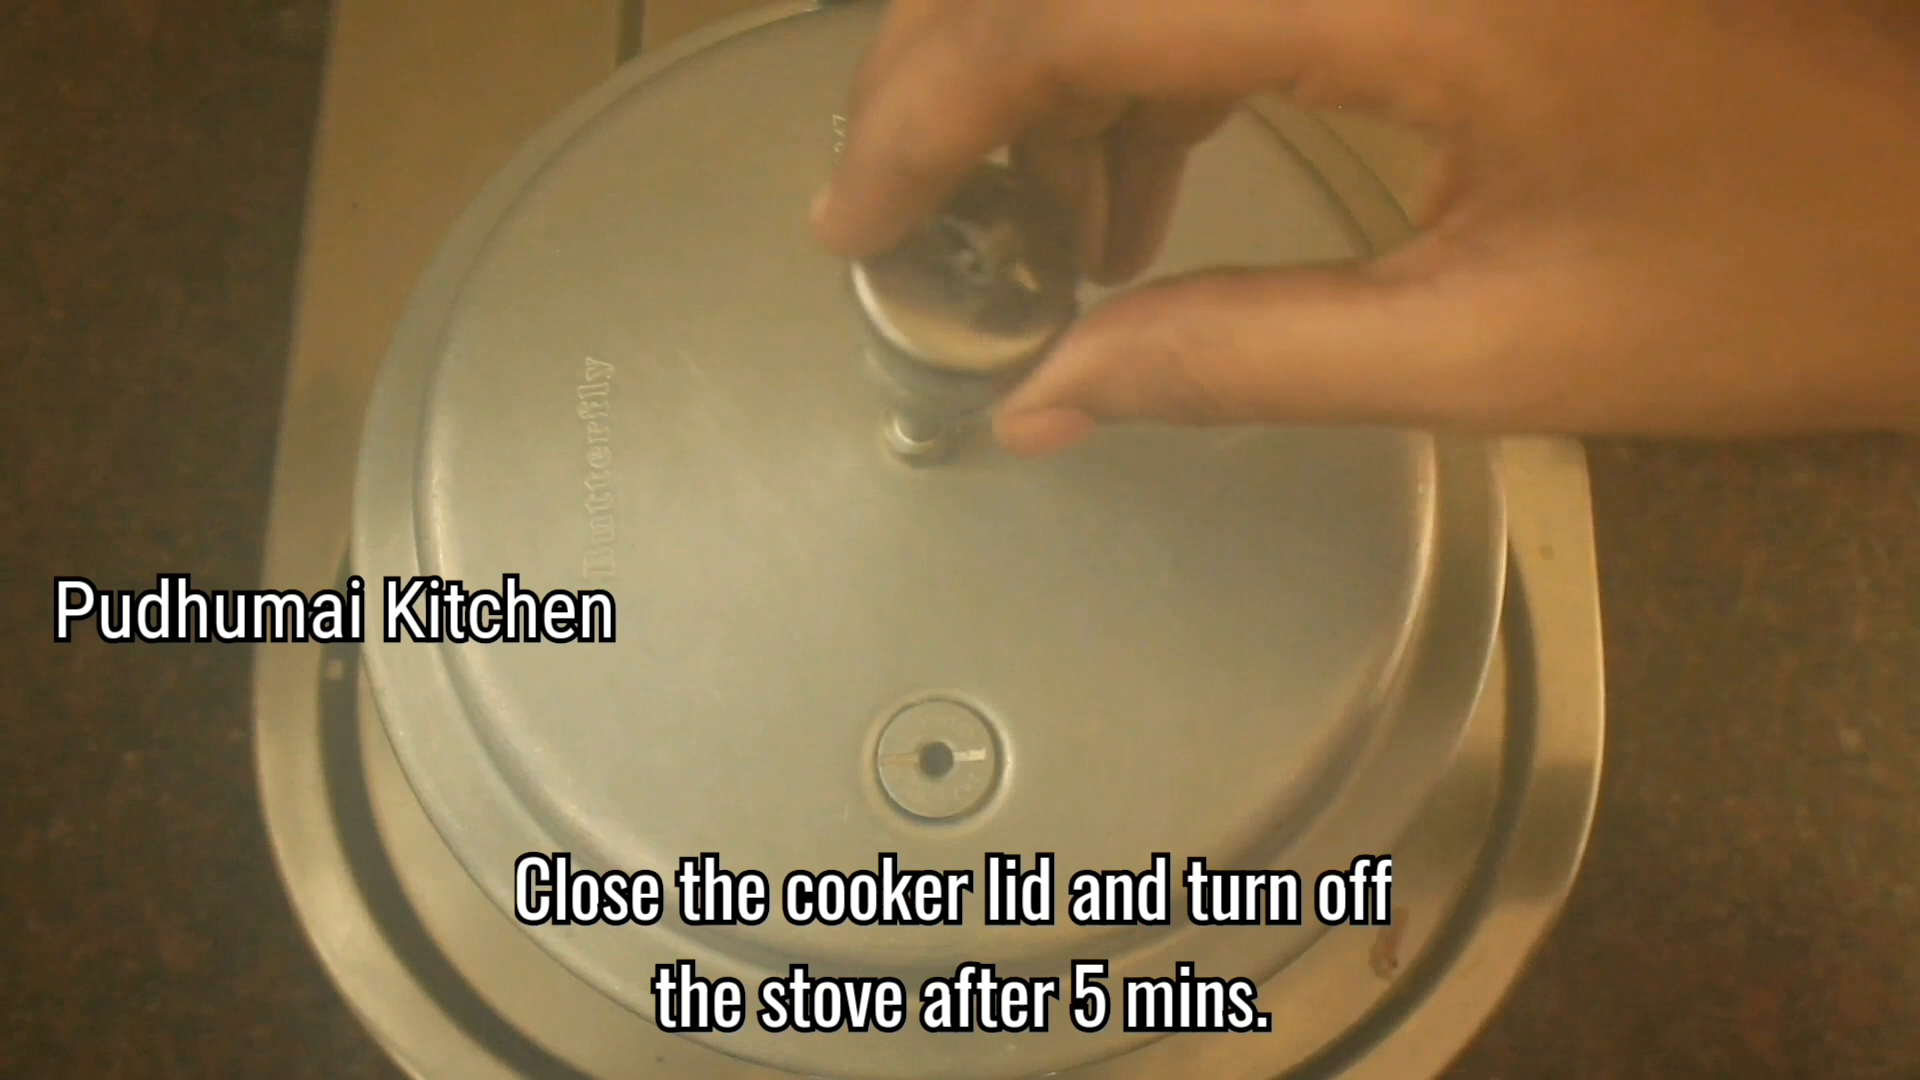 Butterfly
Pudhumai Kitchen
Close the cooker lid and turn off
the stove after 5 mins.